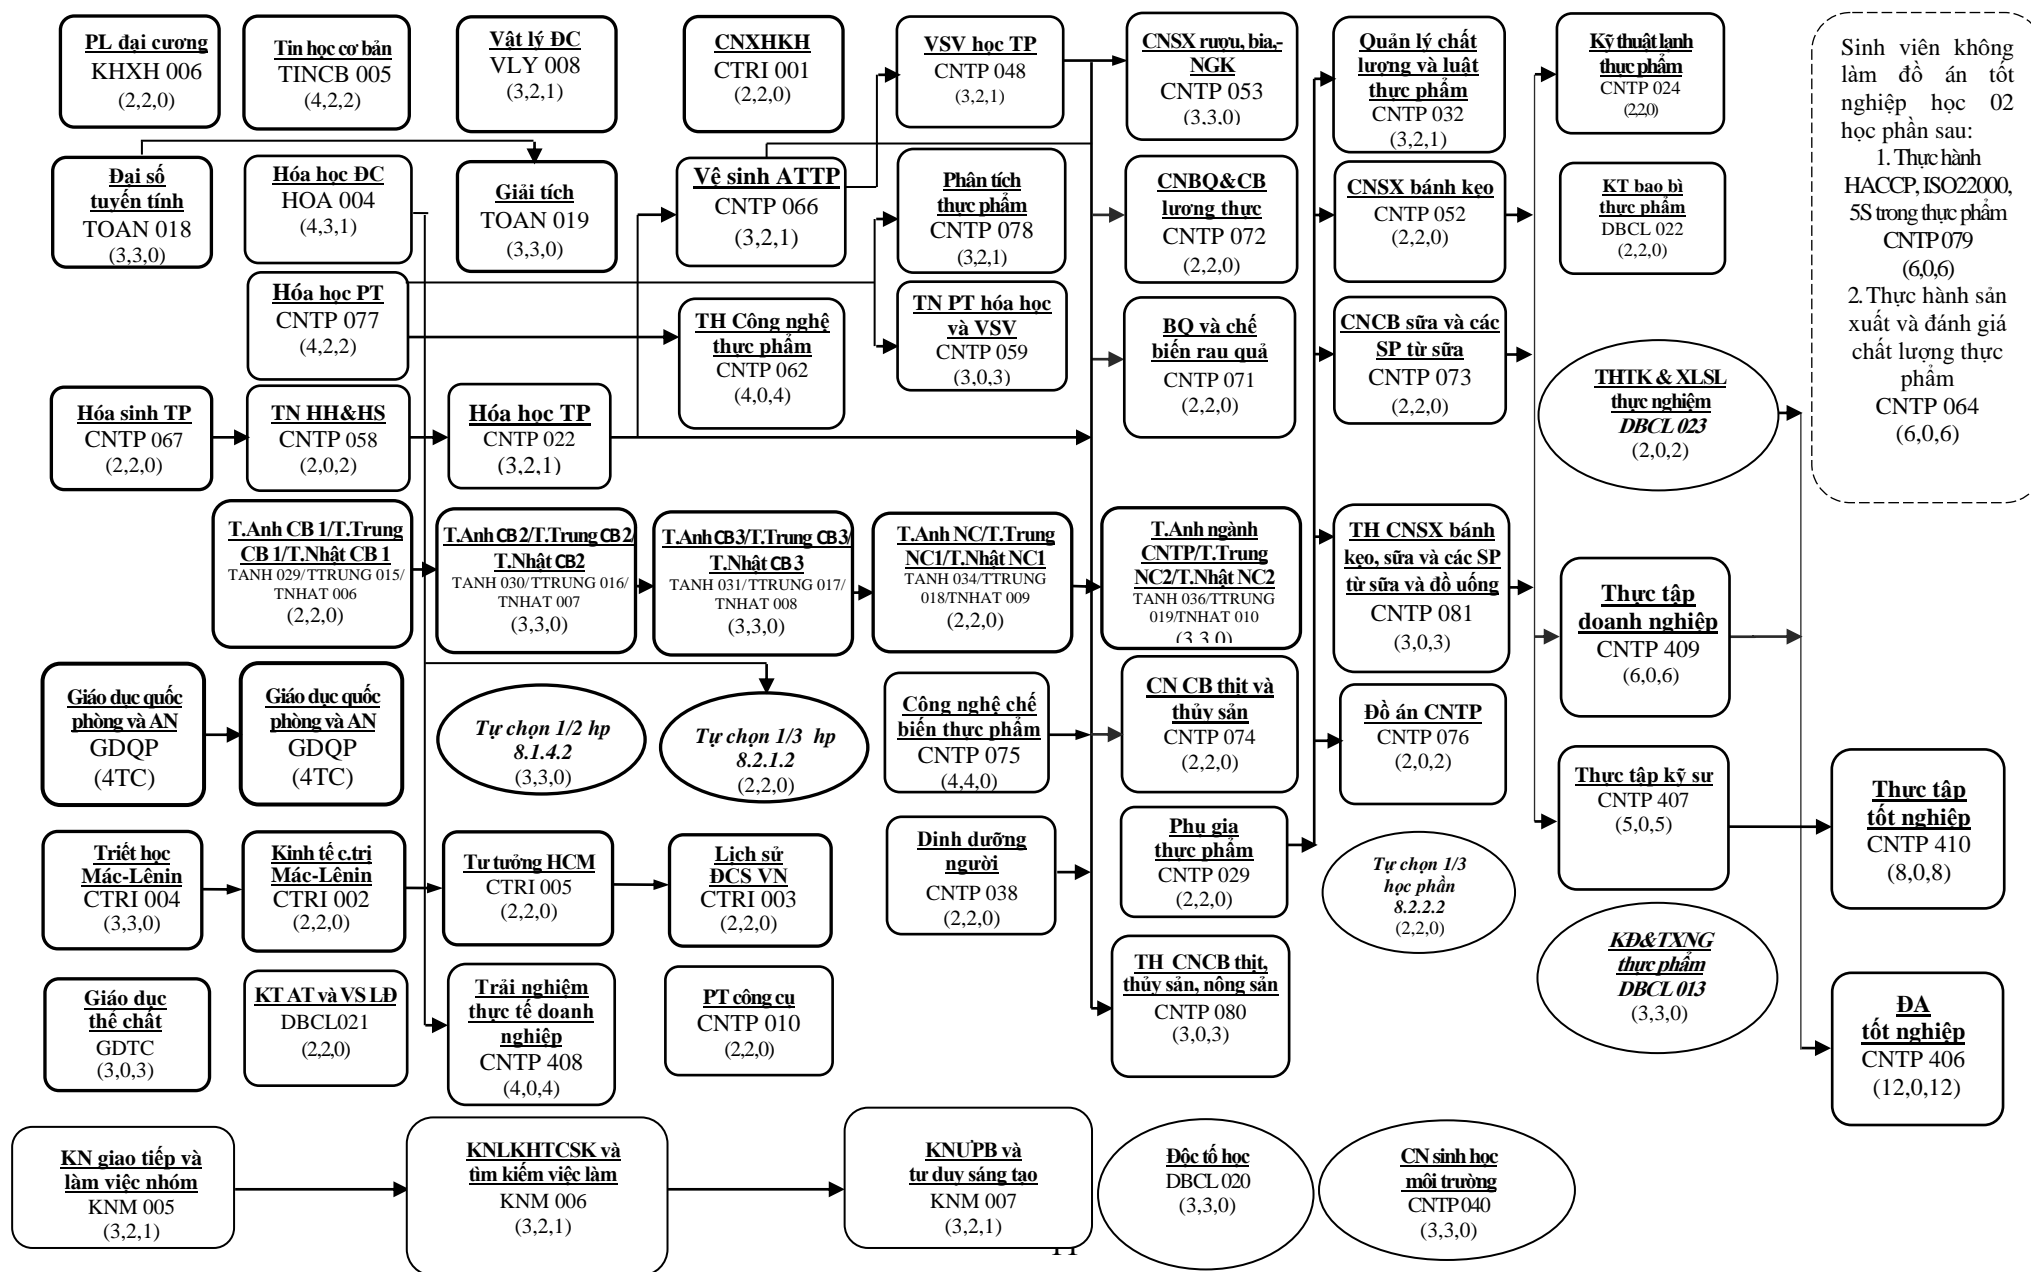 PL đại cương
KHXH 006
(2,2,0)
Tin học cơ bản
TINCB 005
(4,2,2)
Vật lý ĐC
VLY 008
(3,2,1)
CNXHKH
CTRI 001
(2,2,0)
VSV học TP
CNTP 048
(3,2,1)
CNSX rượu, bia,-
NGK
CNTP 053
(3,3,0)
Quản lý chất
lượng và luật
thực phẩm
CNTP 032
(3,2,1)
Kỹ thuật lạnh
thực phẩm
CNTP 024
(2,2,0)
Sinh viên không
làm đồ án tốt
nghiệp học 02
học phần sau:
1. Thực hành
HACCP, ISO22000,
5S trong thực phẩm
CNTP 079
(6,0,6)
2. Thực hành sản
xuất và đánh giá
chất lượng thực
phẩm
CNTP 064
(6,0,6)
Đại số
tuyến tính
TOAN 018
(3,3,0)
Hóa học ĐC
HOA 004
(4,3,1)
Giải tích
TOAN 019
(3,3,0)
Vệ sinh ATTP
CNTP 066
(3,2,1)
Phân tích
thực phẩm
CNTP 078
(3,2,1)
CNBQ&CB
lương thực
CNTP 072
(2,2,0)
CNSX bánh kẹo
CNTP 052
(2,2,0)
KT bao bì
thực phẩm
DBCL 022
(2,2,0)
Hóa học PT
CNTP 077
(4,2,2)
TH Công nghệ
thực phẩm
CNTP 062
(4,0,4)
TN PT hóa học
và VSV
CNTP 059
(3,0,3)
BQ và chế
biến rau quả
CNTP 071
(2,2,0)
CNCB sữa và các
SP từ sữa
CNTP 073
(2,2,0)
THTK & XLSL
thực nghiệm
DBCL 023
(2,0,2)
Hóa sinh TP
CNTP 067
(2,2,0)
TN HH&HS
CNTP 058
(2,0,2)
Hóa học TP
CNTP 022
(3,2,1)
T.Anh CB 1/T.Trung
CB 1/T.Nhật CB 1
TANH 029/TTRUNG 015/
TNHAT 006
(2,2,0)
T.Anh CB 2/T.Trung CB 2/
T.Nhật CB2
TANH 030/TTRUNG 016/
TNHAT 007
(3,3,0)
T.Anh CB 3/T.Trung CB 3/
T.Nhật CB 3
TANH 031/TTRUNG 017/
TNHAT 008
(3,3,0)
T.Anh NC/T.Trung
NC1/T.Nhật NC1
TANH 034/TTRUNG
018/TNHAT 009
(2,2,0)
T.Anh ngành
CNTP/T.Trung
NC2/T.Nhật NC2
TANH 036/TTRUNG
019/TNHAT 010
(3,3,0)
TH CNSX bánh
kẹo, sữa và các SP
từ sữa và đồ uống
CNTP 081
(3,0,3)
Thực tập
doanh nghiệp
CNTP 409
(6,0,6)
Giáo dục quốc
phòng và AN
GDQP
(4TC)
Giáo dục quốc
phòng và AN
GDQP
(4TC)
Tự chọn 1/2 hp
8.1.4.2
(3,3,0)
Tự chọn 1/3 hp
8.2.1.2
(2,2,0)
Công nghệ chế
biến thực phẩm
CNTP 075
(4,4,0)
CN CB thịt và
thủy sản
CNTP 074
(2,2,0)
Đồ án CNTP
CNTP 076
(2,0,2)
Thực tập kỹ sư
CNTP 407
(5,0,5)
Thực tập
tốt nghiệp
CNTP 410
(8,0,8)
Triết học
Mác-Lênin
CTRI 004
(3,3,0)
Kinh tế c.trị
Mác-Lênin
CTRI 002
(2,2,0)
Tư tưởng HCM
CTRI 005
(2,2,0)
Lịch sử
ĐCS VN
CTRI 003
(2,2,0)
Dinh dưỡng
người
CNTP 038
(2,2,0)
Phụ gia
thực phẩm
CNTP 029
(2,2,0)
Tự chọn 1/3
học phần
8.2.2.2
(2,2,0)
KĐ&TXNG
thực phẩm
DBCL 013
(3,3,0)
Giáo dục
thể chất
GDTC
(3,0,3)
KT AT và VS LĐ
DBCL021
(2,2,0)
Trải nghiệm
thực tế doanh
nghiệp
CNTP 408
(4,0,4)
PT công cụ
CNTP 010
(2,2,0)
TH CNCB thịt,
thủy sản, nông sản
CNTP 080
(3,0,3)
ĐA
tốt nghiệp
CNTP 406
(12,0,12)
KN giao tiếp và
làm việc nhóm
KNM 005
(3,2,1)
KNLKHTCSK và
tìm kiếm việc làm
KNM 006
(3,2,1)
KNƯPB và
tư duy sáng tạo
KNM 007
(3,2,1)
Độc tố học
DBCL 020
(3,3,0)
CN sinh học
môi trường
CNTP 040
(3,3,0)